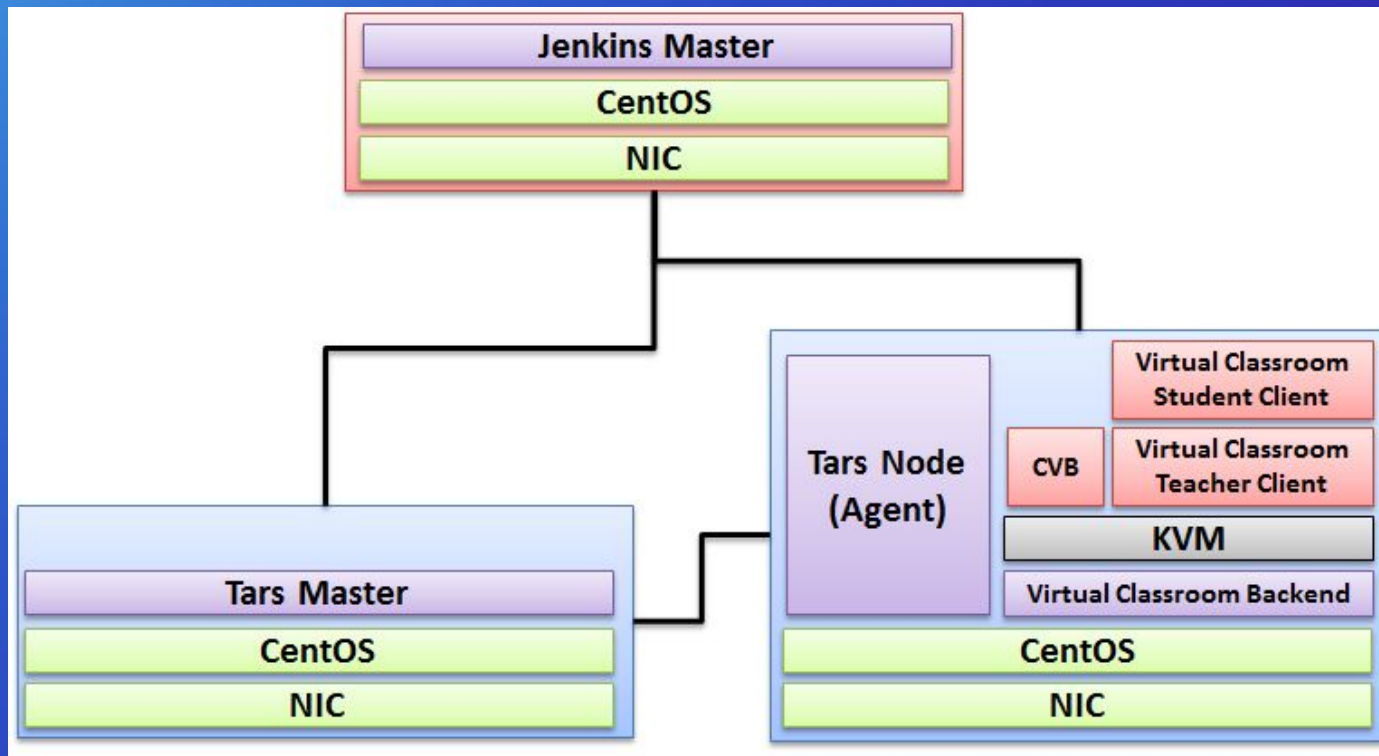 Jenkins Master
CentOS
NIC
Tars Master
CentOS
NIC
Tars Node
(Agent)
Virtual Classroom
Student Client
CVB
Virtual Classroom
Teacher Client
KVM
Virtual Classroom Backend
CentOS
NIC